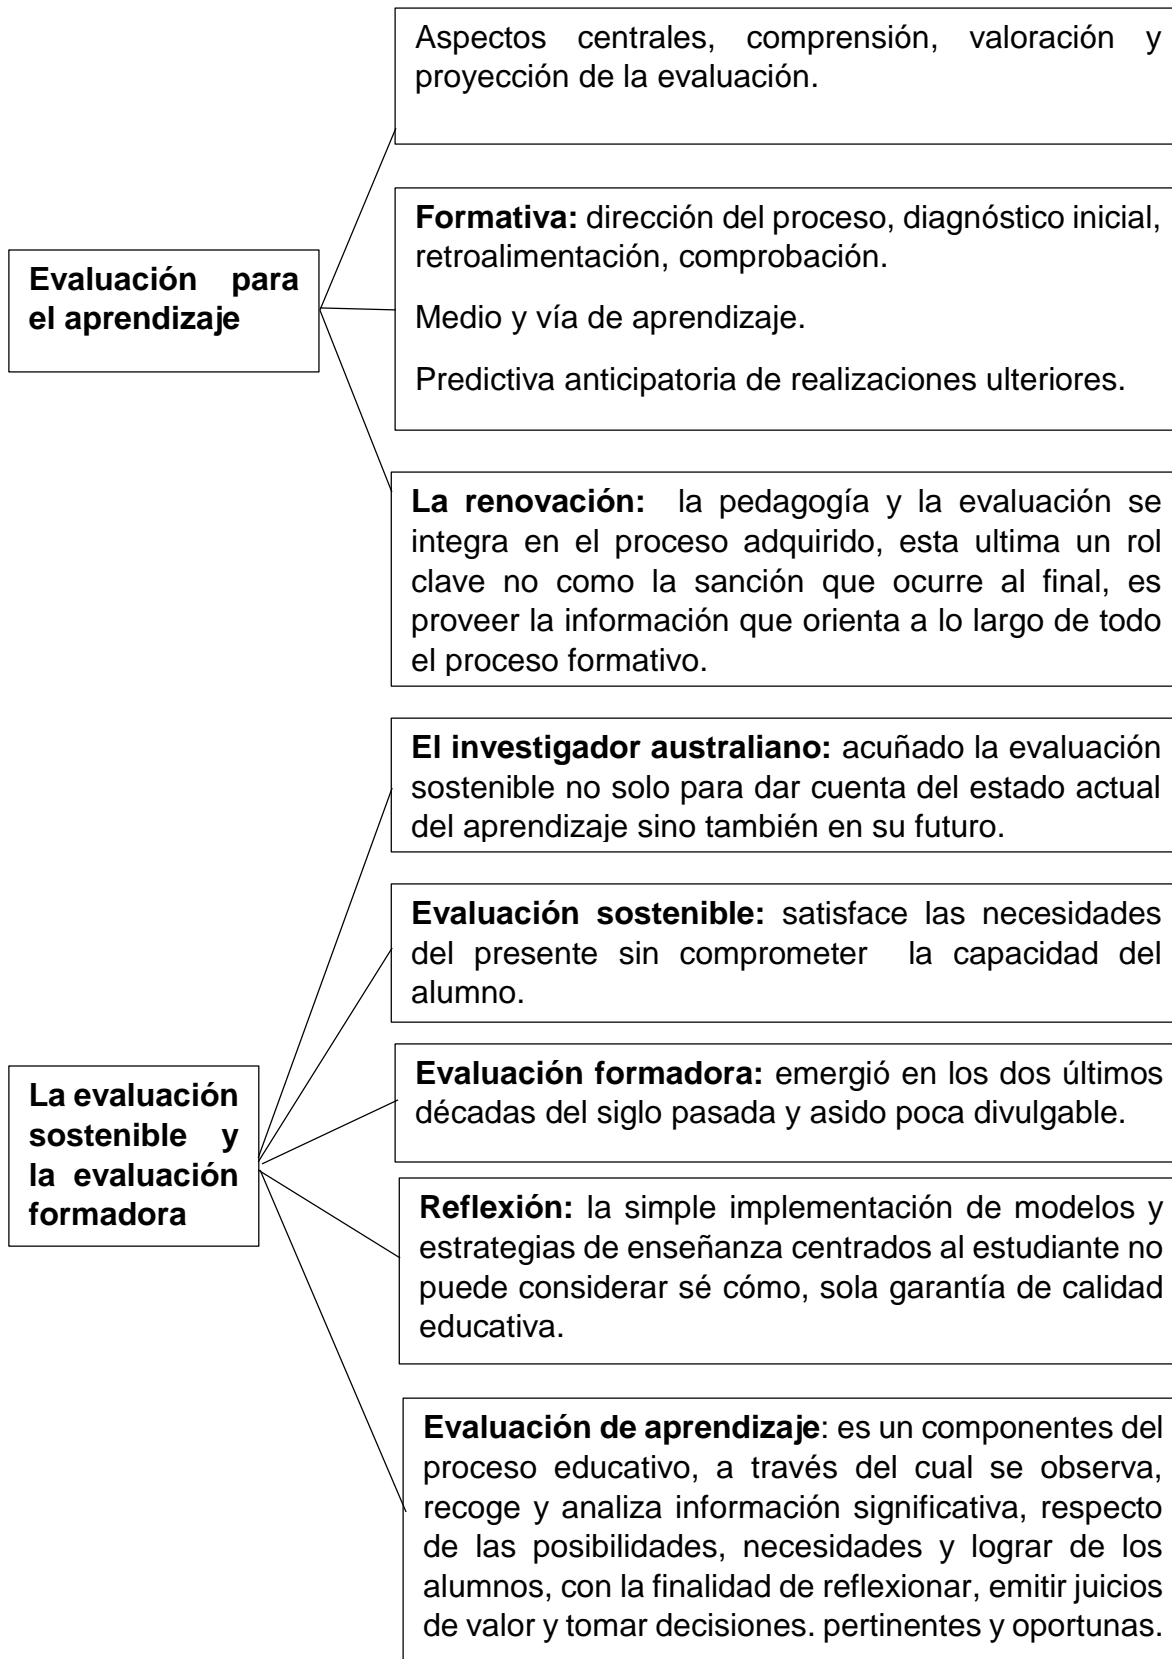 Aspectos centrales, comprensión, valoración y
proyección de la evaluación.
Evaluación para
el aprendizaje
Formativa: dirección del proceso, diagnóstico inicial,
retroalimentación, comprobación.
Medio y vía de aprendizaje.
Predictiva anticipatoria de realizaciones ulteriores.
La renovación: la pedagogía y la evaluación se
integra en el proceso adquirido, esta ultima un rol
clave no como la sanción que ocurre al final, es
proveer la información que orienta a lo largo de todo
el proceso formativo.
La evaluación
sostenible y
la evaluación
formadora
El investigador australiano: acuñado la evaluación
sostenible no solo para dar cuenta del estado actual
del aprendizaje sino también en su futuro.
Evaluación sostenible: satisface las necesidades
del presente sin comprometer la capacidad del
alumno.
Evaluación formadora: emergió en los dos últimos
décadas del siglo pasada y asido poca divulgable.
Reflexión: la simple implementación de modelos y
estrategias de enseñanza centrados al estudiante no
puede considerar sé cómo, sola garantía de calidad
educativa.
Evaluación de aprendizaje: es un componentes del
proceso educativo, a través del cual se observa,
recoge y analiza información significativa, respecto
de las posibilidades, necesidades y lograr de los
alumnos, con la finalidad de reflexionar, emitir juicios
de valor y tomar decisiones. pertinentes y oportunas.